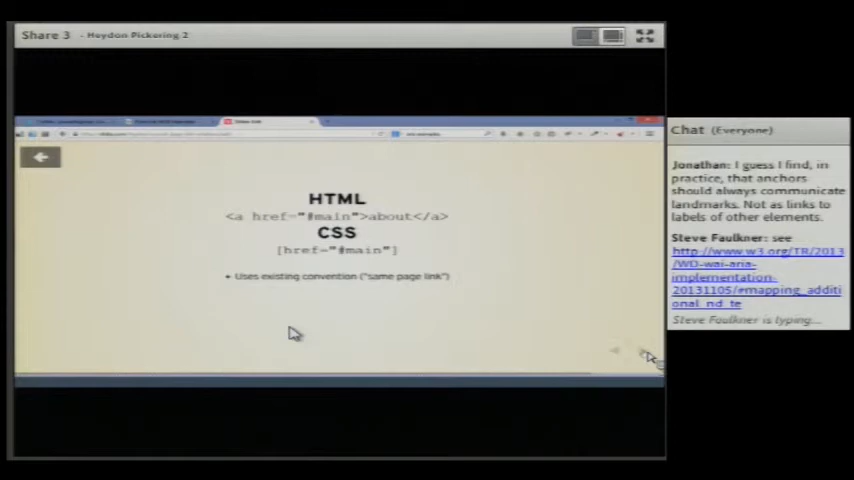 Share 3 - Heydon Pickering 2
HTML
<a href="#main">about</a>
CSS
[href="#main"]
• Uses existing convention ("same page link")
Chat (Everyone)
Jonathan: I guess I find, in
practice, that anchors
should always communicate
landmarks. Not as links to
labels of other elements.
Steve Faulkner: see
http://www.w3.org/TR/2013
/WD-wai-aria-
implementation-
20131105/#mapping_additi
onal_nd_te
Steve Faulkner is typing...